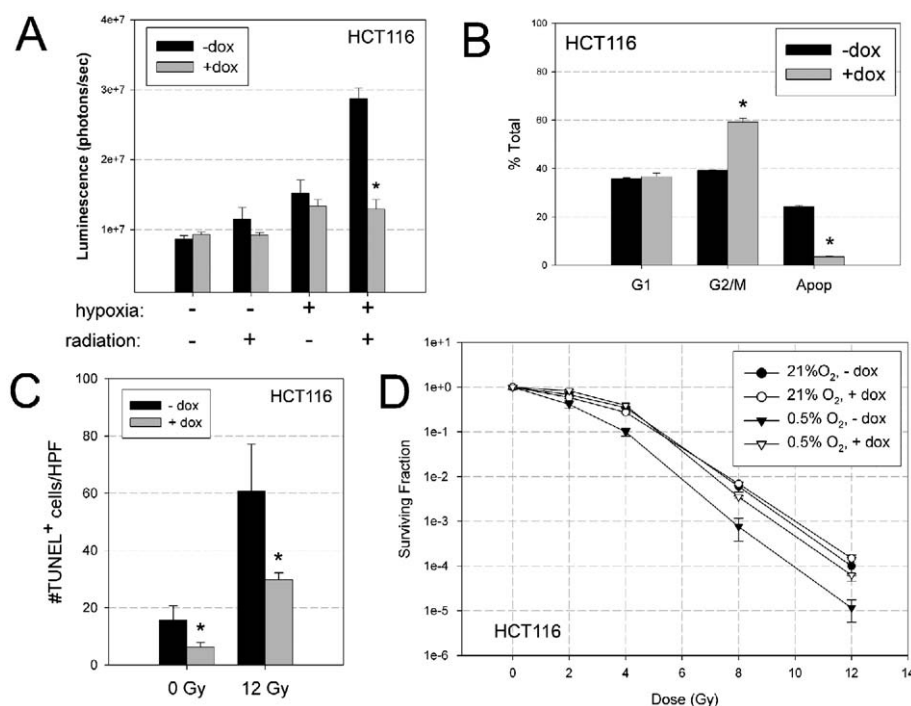 A
HCT116
-dox
+dox
4e+7
3e+7
2e+7
1e+7
Luminescence (photons/sec)
hypoxia: - - + +
radiation: - + - +
B
HCT116
-dox
+dox
100
80
60
40
20
0
% Total
*
*
*
G1 G2/M Apop
C
HCT116
- dox
+ dox
100
80
60
40
20
0
#TUNEL+ cells/HPF
*
*
0 Gy 12 Gy
D
21%O2, - dox
21% O2, + dox
0.5% O2, - dox
0.5% O2, + dox
1e+1
1e+0
1e-1
1e-2
1e-3
1e-4
1e-5
1e-6
Surviving Fraction
HCT116
0 2 4 6 8 10 12 14
Dose (Gy)